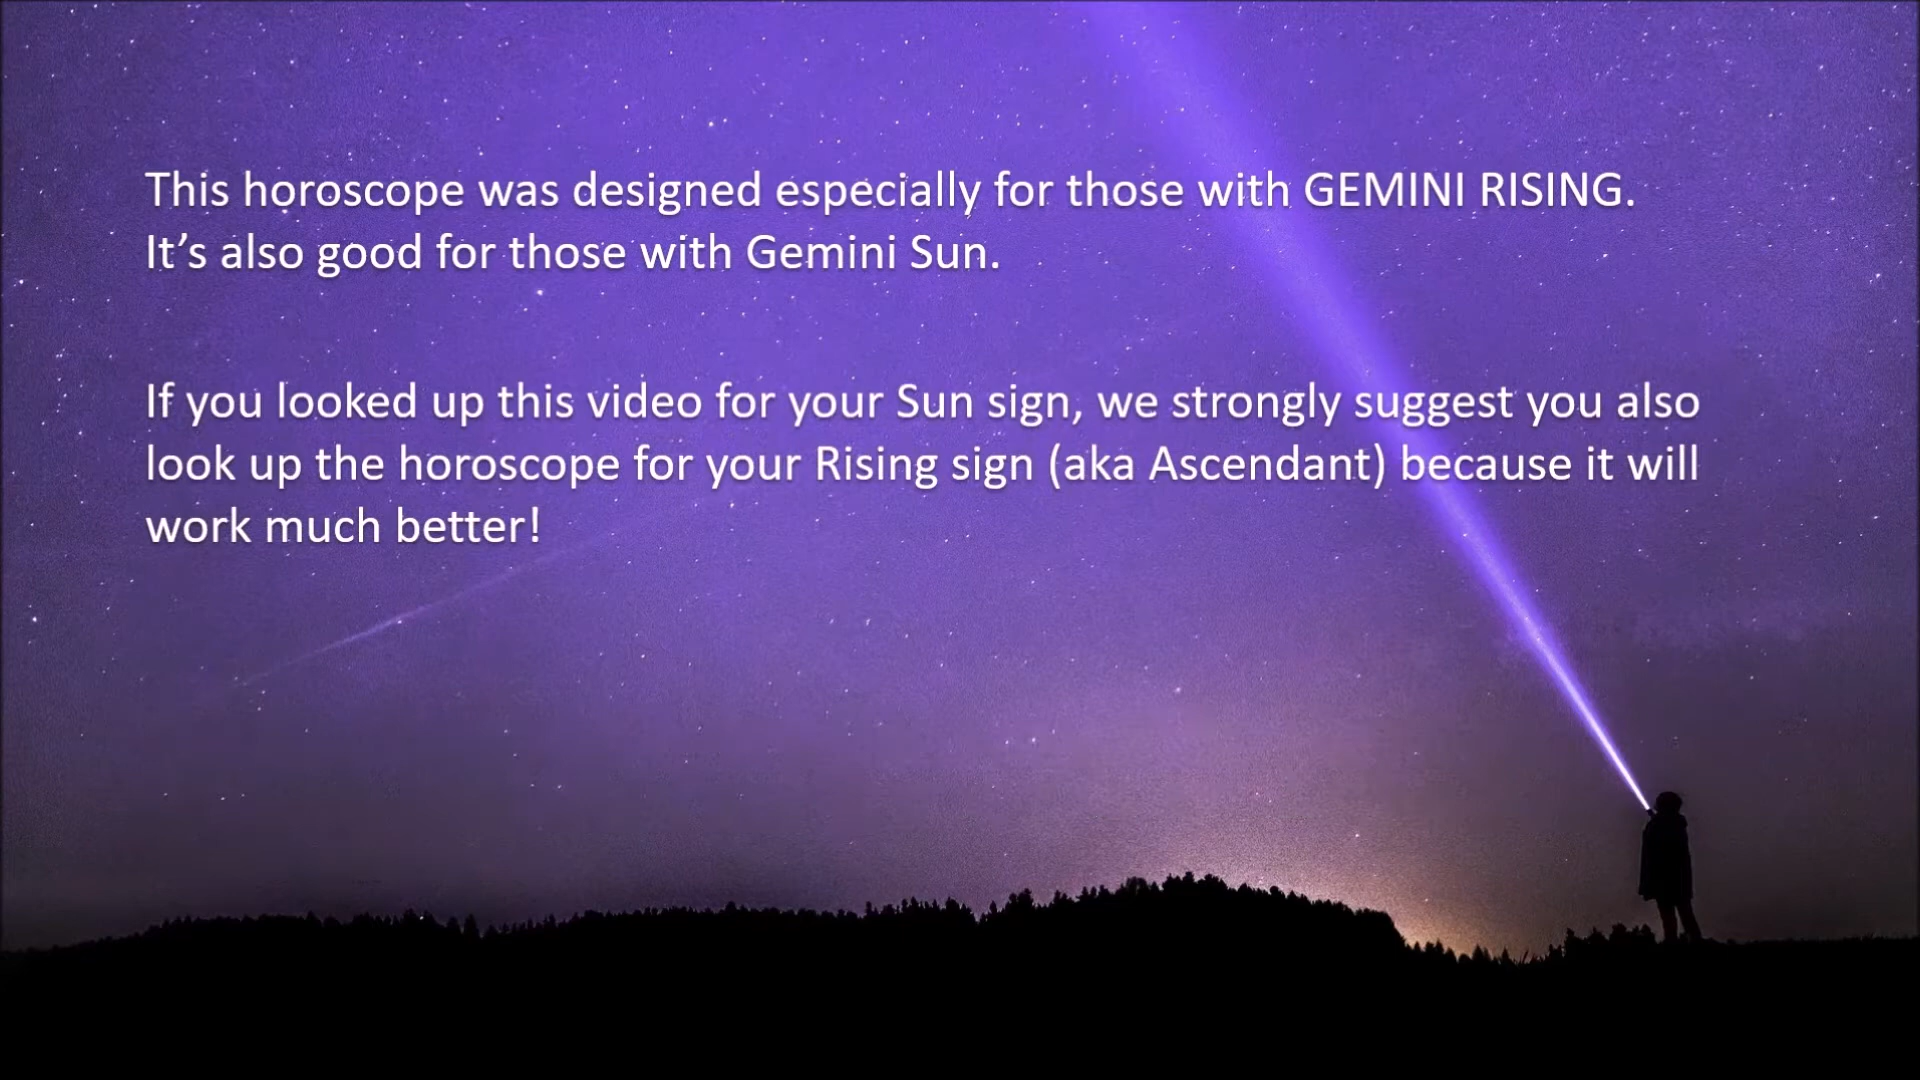 This horoscope was designed especially for those with GEMINI RISING.
It’s also good for those with Gemini Sun.
If you looked up this video for your Sun sign, we strongly suggest you also
look up the horoscope for your Rising sign (aka Ascendant) because it will
work much better!